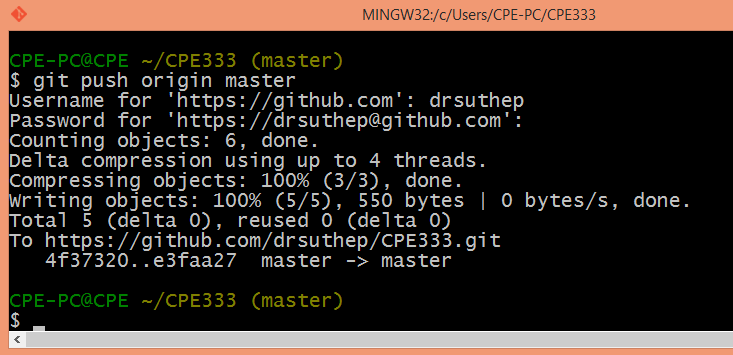 MINGW32:/c/Users/CPE-PC/CPE333
CPE-PC@CPE ~/CPE333 (master)
$ git push origin master
Username for 'https://github.com': drsuthep
Password for 'https://drsuthep@github.com':
Counting objects: 6, done.
Delta compression using up to 4 threads.
Compressing objects: 100% (3/3), done.
Writing objects: 100% (5/5), 550 bytes | 0 bytes/s, done.
Total 5 (delta 0), reused 0 (delta 0)
To https://github.com/drsuthep/CPE333.git
   4f37320..e3faa27  master -> master
CPE-PC@CPE ~/CPE333 (master)
$